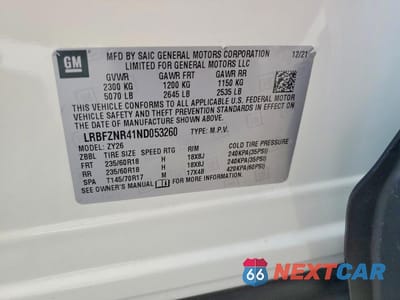 GM
MFD BY SAIC GENERAL MOTORS CORPORATION 12/21
LIMITED FOR GENERAL MOTORS LLC
GVWR GAWR FRT GAWR RR
2300 KG 1200 KG 1150 KG
5070 LB 2645 LB 2535 LB
THIS VEHICLE CONFORMS TO ALL APPLICABLE U.S. FEDERAL MOTOR
VEHICLE SAFETY AND THEFT PREVENTION STANDARDS IN EFFECT ON THE DATE OF
MANUFACTURE SHOWN ABOVE.
LRBFZNR41ND053260 TYPE: M.P.V.
MODEL: ZY26
ZBBL TIRE SIZE SPEED RTG RIM COLD TIRE PRESSURE
FRT 235/60R18 H 18X8J 240KPA(35PSI)
RR 235/60R18 H 18X8J 240KPA(35PSI)
SP T145/70R17 M 17X4B 420KPA(60PSI)
SEE OWNER'S MANUAL FOR ADDITIONAL INFORMATION.
66 NEXTCAR